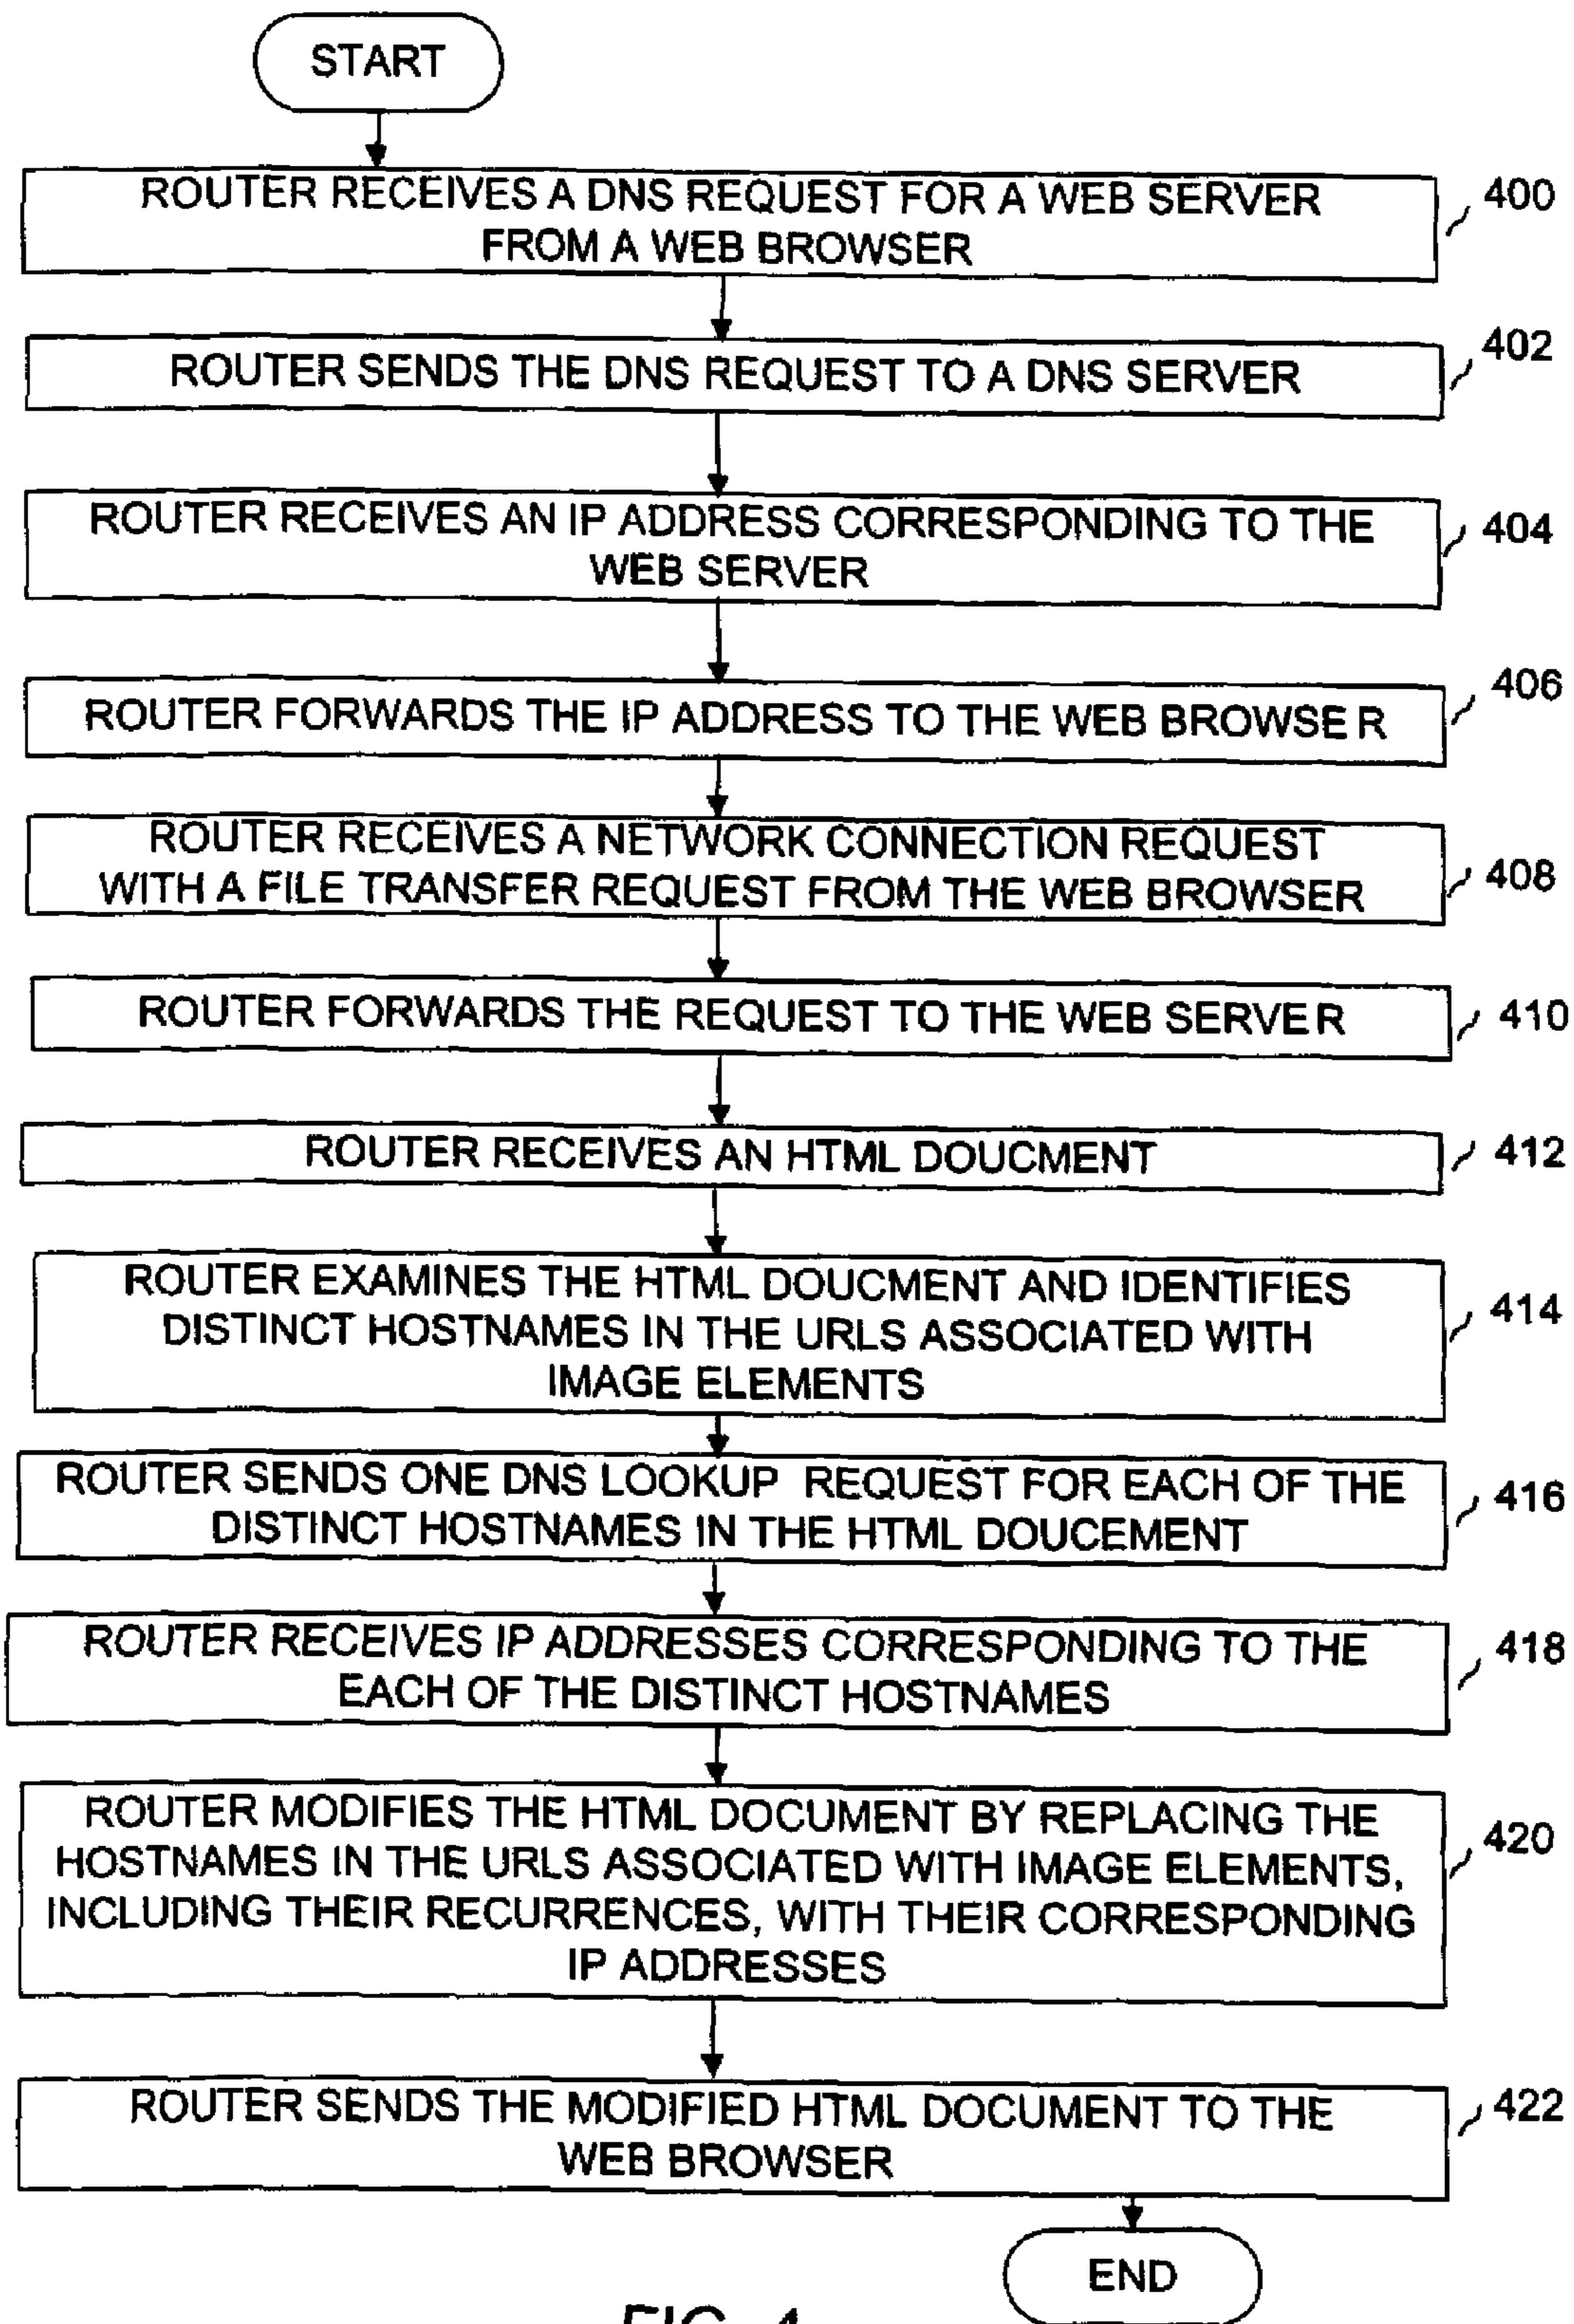 START
ROUTER RECEIVES A DNS REQUEST FOR A WEB SERVER
FROM A WEB BROWSER
400
ROUTER SENDS THE DNS REQUEST TO A DNS SERVER
402
ROUTER RECEIVES AN IP ADDRESS CORRESPONDING TO THE
WEB SERVER
404
ROUTER FORWARDS THE IP ADDRESS TO THE WEB BROWSER
406
ROUTER RECEIVES A NETWORK CONNECTION REQUEST
WITH A FILE TRANSFER REQUEST FROM THE WEB BROWSER
408
ROUTER FORWARDS THE REQUEST TO THE WEB SERVER
410
ROUTER RECEIVES AN HTML DOUCMENT
412
ROUTER EXAMINES THE HTML DOUCMENT AND IDENTIFIES
DISTINCT HOSTNAMES IN THE URLS ASSOCIATED WITH
IMAGE ELEMENTS
414
ROUTER SENDS ONE DNS LOOKUP REQUEST FOR EACH OF THE
DISTINCT HOSTNAMES IN THE HTML DOUCEMENT
416
ROUTER RECEIVES IP ADDRESSES CORRESPONDING TO THE
EACH OF THE DISTINCT HOSTNAMES
418
ROUTER MODIFIES THE HTML DOCUMENT BY REPLACING THE
HOSTNAMES IN THE URLS ASSOCIATED WITH IMAGE ELEMENTS,
INCLUDING THEIR RECURRENCES, WITH THEIR CORRESPONDING
IP ADDRESSES
420
ROUTER SENDS THE MODIFIED HTML DOCUMENT TO THE
WEB BROWSER
422
END
FIG. 4